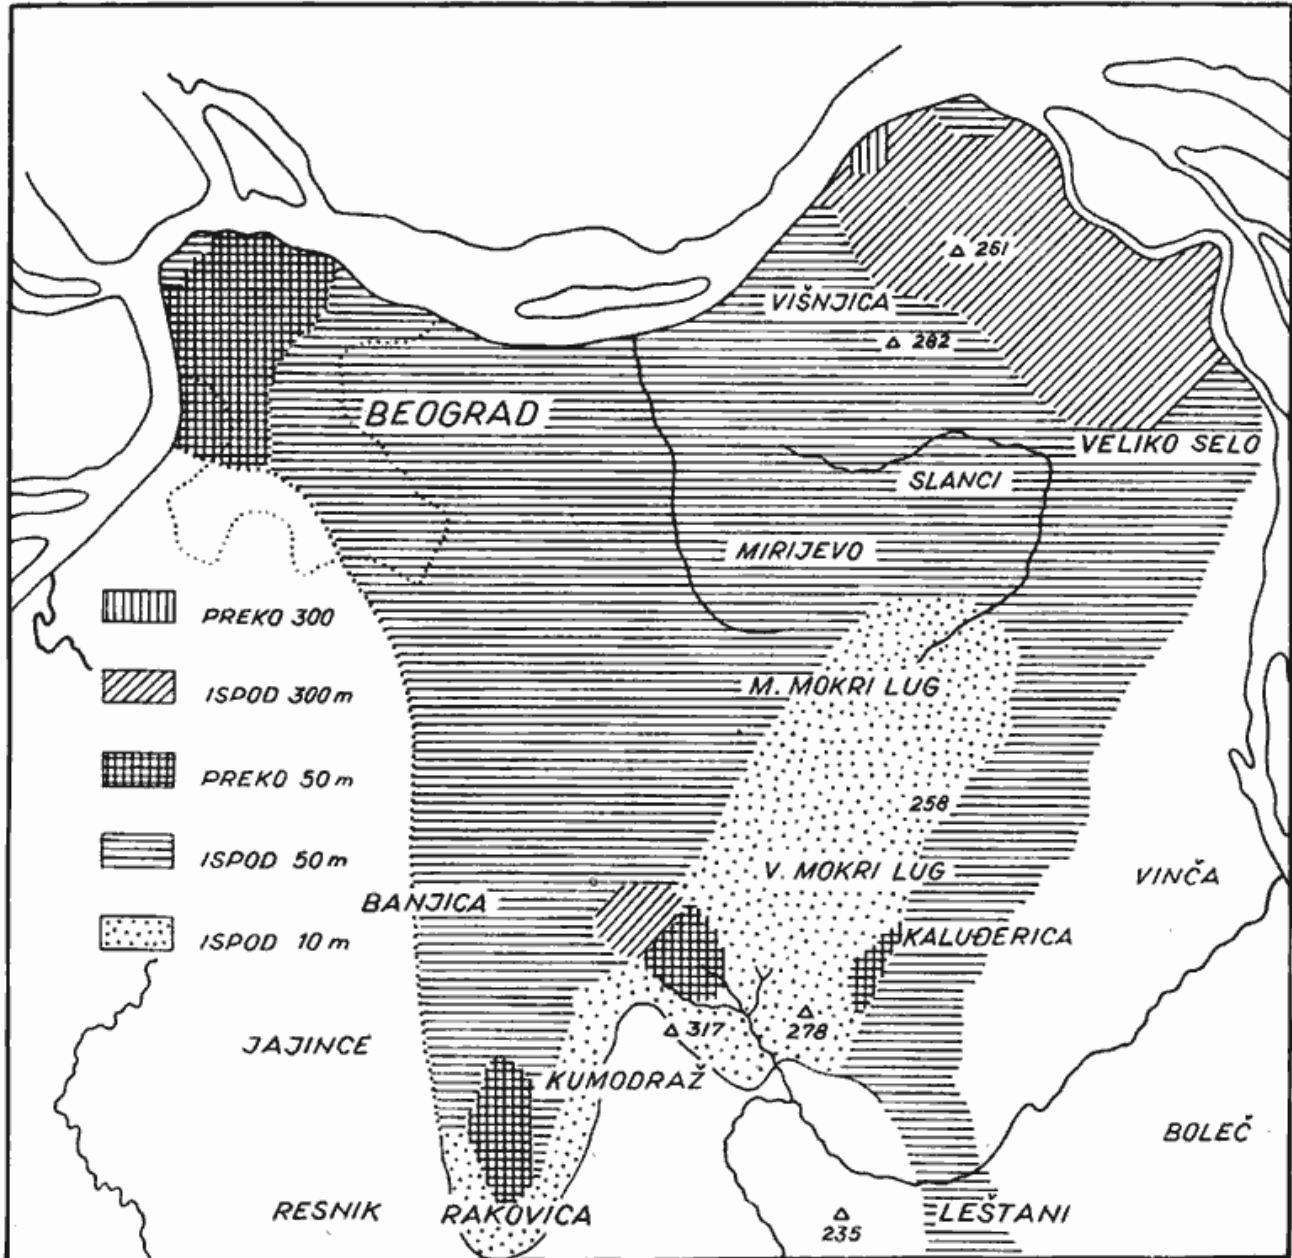 261
VIŠNJICA
282
BEOGRAD
VELIKO SELO
SLANCI
MIRIJEVO
PREKO 300
ISPOD 300 m
PREKO 50 m
ISPOD 50 m
ISPOD 10 m
M. MOKRI LUG
258
V. MOKRI LUG
VINČA
BANJICA
KALUĐERICA
317
278
JAJINCE
KUMODRAŽ
BOLEČ
RESNIK
RAKOVICA
235
LEŠTANI